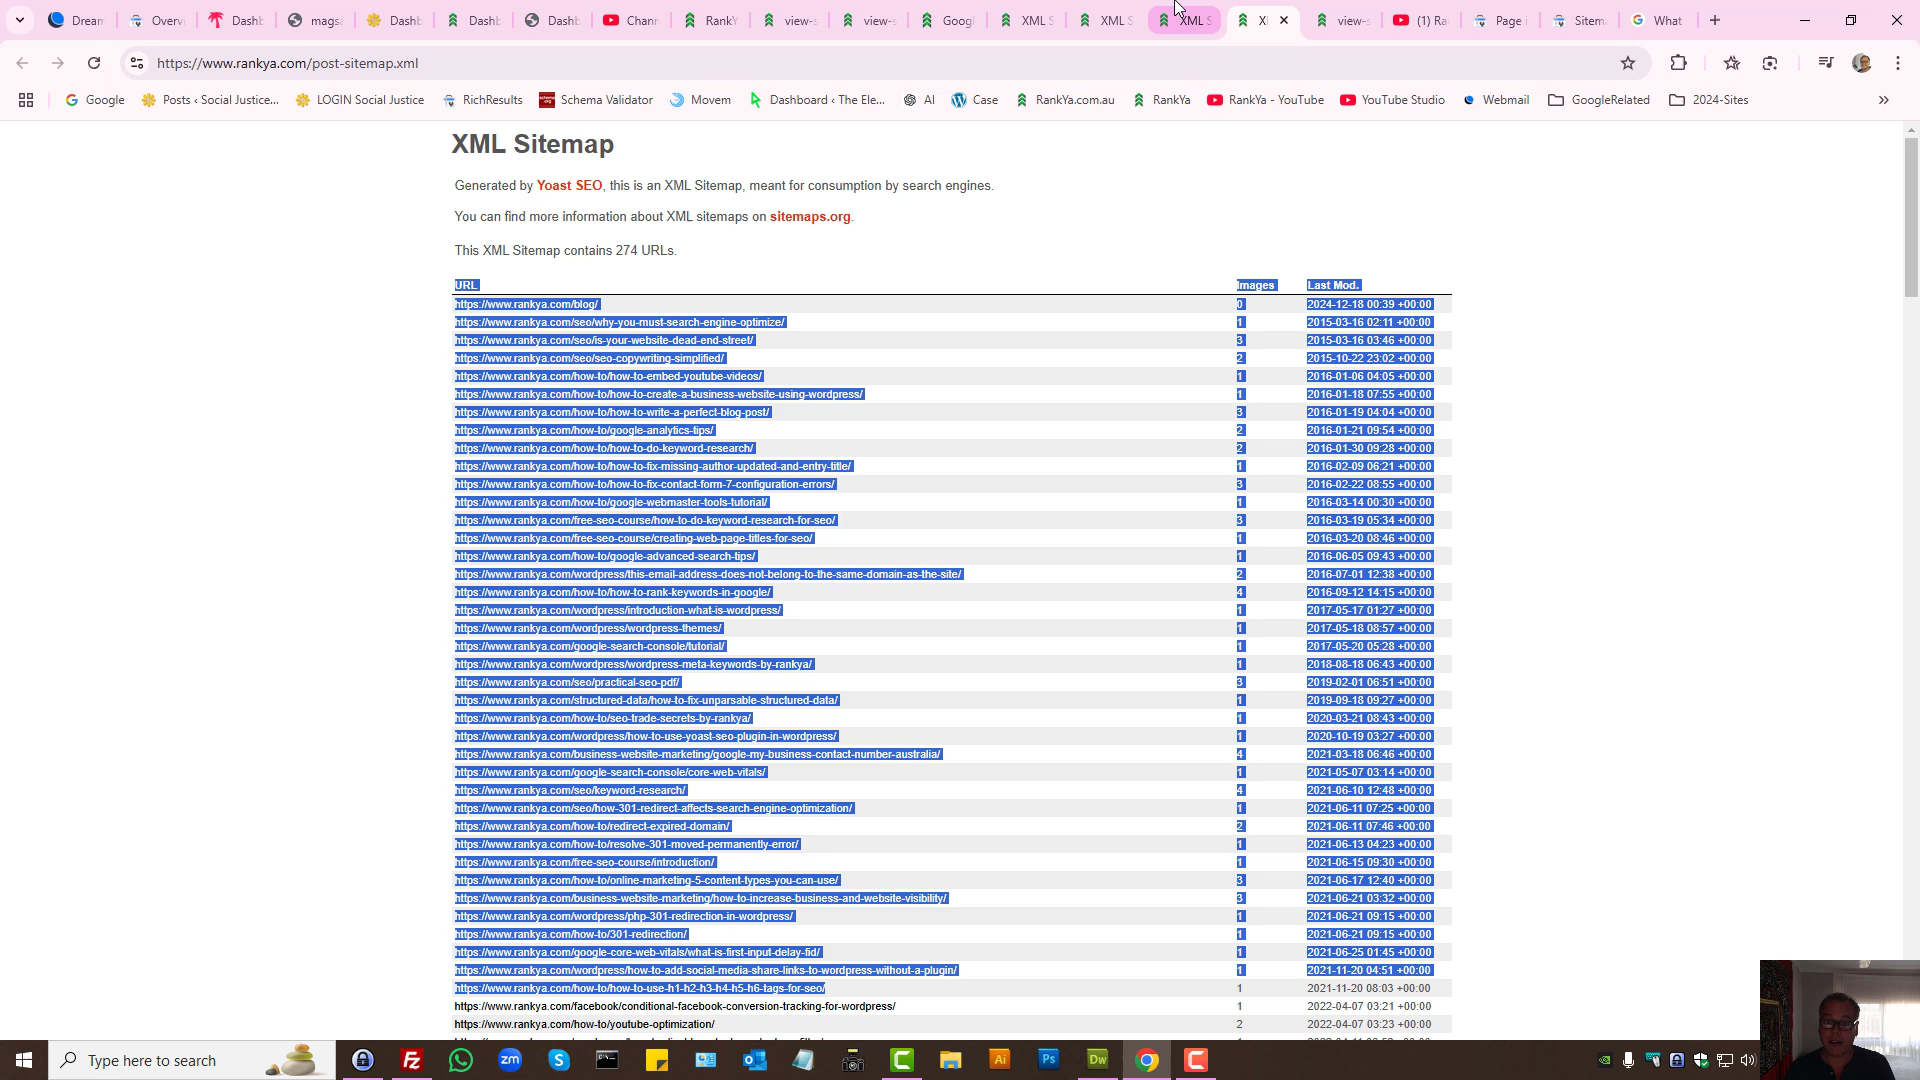 Dream
Overvi
Dashb
magsa
Dashb
Dashb
Dashb
Chann
RankY
view-s
view-s
Googl
XML S
XML S
XML S
X
view-s
(1) Ra
Page i
Sitem
What
https://www.rankya.com/post-sitemap.xml
Google
Posts ‹ Social Justice...
LOGIN Social Justice
RichResults
Schema Validator
Movem
Dashboard ‹ The Ele...
AI
Case
RankYa.com.au
RankYa
RankYa - YouTube
YouTube Studio
Webmail
GoogleRelated
2024-Sites
XML Sitemap
Generated by Yoast SEO, this is an XML Sitemap, meant for consumption by search engines.
You can find more information about XML sitemaps on sitemaps.org.
This XML Sitemap contains 274 URLs.
URL Images Last Mod.
https://www.rankya.com/blog/ 0 2024-12-18 00:39 +00:00
https://www.rankya.com/seo/why-you-must-search-engine-optimize/ 1 2015-03-16 02:11 +00:00
https://www.rankya.com/seo/is-your-website-dead-end-street/ 3 2015-03-16 03:46 +00:00
https://www.rankya.com/seo/seo-copywriting-simplified/ 2 2015-10-22 23:02 +00:00
https://www.rankya.com/how-to/how-to-embed-youtube-videos/ 1 2016-01-06 04:05 +00:00
https://www.rankya.com/how-to/how-to-create-a-business-website-using-wordpress/ 1 2016-01-18 07:55 +00:00
https://www.rankya.com/how-to/how-to-write-a-perfect-blog-post/ 3 2016-01-19 04:04 +00:00
https://www.rankya.com/how-to/google-analytics-tips/ 2 2016-01-21 09:54 +00:00
https://www.rankya.com/how-to/how-to-do-keyword-research/ 2 2016-01-30 09:28 +00:00
https://www.rankya.com/how-to/how-to-fix-missing-author-updated-and-entry-title/ 1 2016-02-09 06:21 +00:00
https://www.rankya.com/how-to/how-to-fix-contact-form-7-configuration-errors/ 3 2016-02-22 08:55 +00:00
https://www.rankya.com/how-to/google-webmaster-tools-tutorial/ 1 2016-03-14 00:30 +00:00
https://www.rankya.com/free-seo-course/how-to-do-keyword-research-for-seo/ 3 2016-03-19 05:34 +00:00
https://www.rankya.com/free-seo-course/creating-web-page-titles-for-seo/ 1 2016-03-20 08:46 +00:00
https://www.rankya.com/how-to/google-advanced-search-tips/ 1 2016-06-05 09:43 +00:00
https://www.rankya.com/wordpress/this-email-address-does-not-belong-to-the-same-domain-as-the-site/ 2 2016-07-01 12:38 +00:00
https://www.rankya.com/how-to/how-to-rank-keywords-in-google/ 4 2016-09-12 14:15 +00:00
https://www.rankya.com/wordpress/introduction-what-is-wordpress/ 1 2017-05-17 01:27 +00:00
https://www.rankya.com/wordpress/wordpress-themes/ 1 2017-05-18 08:57 +00:00
https://www.rankya.com/google-search-console/tutorial/ 1 2017-05-20 05:28 +00:00
https://www.rankya.com/wordpress/wordpress-meta-keywords-by-rankya/ 1 2018-08-18 06:43 +00:00
https://www.rankya.com/seo/practical-seo-pdf/ 3 2019-02-01 06:51 +00:00
https://www.rankya.com/structured-data/how-to-fix-unparsable-structured-data/ 1 2019-09-18 09:27 +00:00
https://www.rankya.com/how-to/seo-trade-secrets-by-rankya/ 1 2020-03-21 08:43 +00:00
https://www.rankya.com/wordpress/how-to-use-yoast-seo-plugin-in-wordpress/ 1 2020-10-19 03:27 +00:00
https://www.rankya.com/business-website-marketing/google-my-business-contact-number-australia/ 4 2021-03-18 06:46 +00:00
https://www.rankya.com/google-search-console/core-web-vitals/ 1 2021-05-07 03:14 +00:00
https://www.rankya.com/seo/keyword-research/ 4 2021-06-10 12:48 +00:00
https://www.rankya.com/seo/how-301-redirect-affects-search-engine-optimization/ 1 2021-06-11 07:25 +00:00
https://www.rankya.com/how-to/redirect-expired-domain/ 2 2021-06-11 07:46 +00:00
https://www.rankya.com/how-to/resolve-301-moved-permanently-error/ 1 2021-06-13 04:23 +00:00
https://www.rankya.com/free-seo-course/introduction/ 1 2021-06-15 09:30 +00:00
https://www.rankya.com/how-to/online-marketing-5-content-types-you-can-use/ 3 2021-06-17 12:40 +00:00
https://www.rankya.com/business-website-marketing/how-to-increase-business-and-website-visibility/ 3 2021-06-21 03:32 +00:00
https://www.rankya.com/wordpress/php-301-redirection-in-wordpress/ 1 2021-06-21 09:15 +00:00
https://www.rankya.com/how-to/301-redirection/ 1 2021-06-21 09:15 +00:00
https://www.rankya.com/google-core-web-vitals/what-is-first-input-delay-fid/ 1 2021-06-25 01:45 +00:00
https://www.rankya.com/wordpress/how-to-add-social-media-share-links-to-wordpress-without-a-plugin/ 1 2021-11-20 04:51 +00:00
https://www.rankya.com/how-to/how-to-use-h1-h2-h3-h4-h5-h6-tags-for-seo/ 1 2021-11-20 08:03 +00:00
https://www.rankya.com/facebook/conditional-facebook-conversion-tracking-for-wordpress/ 1 2022-04-07 03:21 +00:00
https://www.rankya.com/how-to/youtube-optimization/ 2 2022-04-07 03:23 +00:00
Type here to search